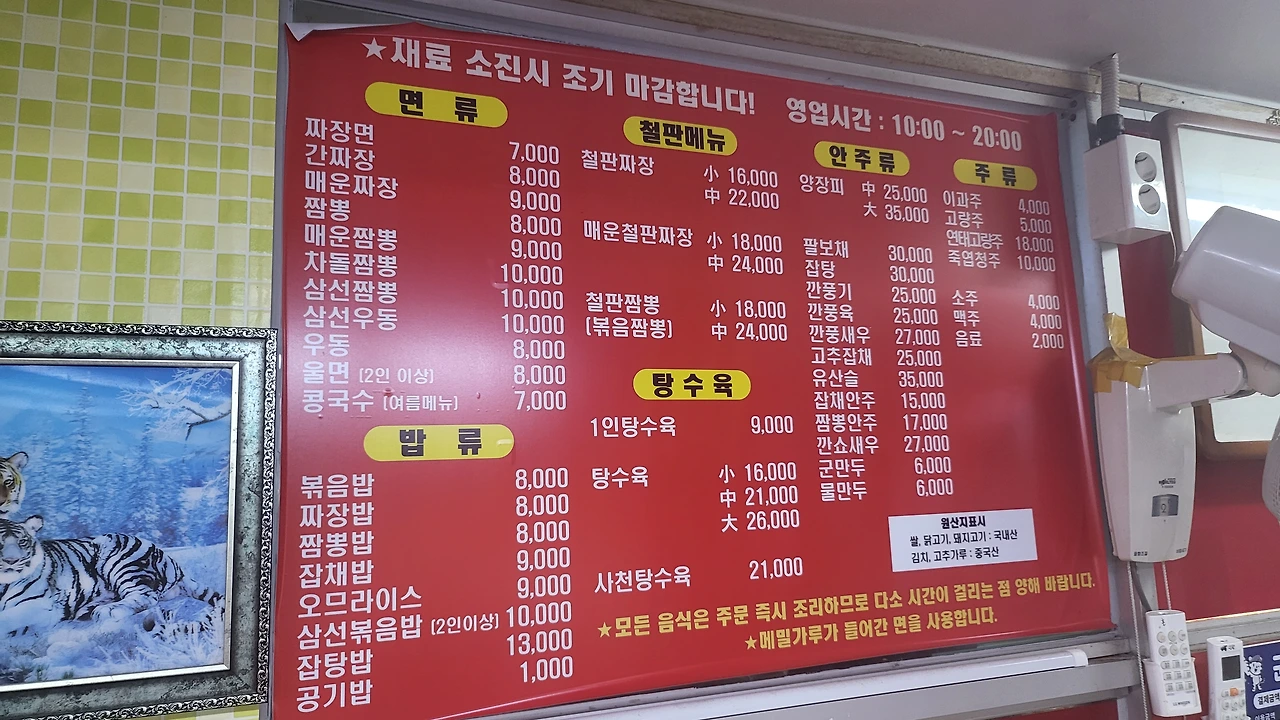 ★재료 소진시 조기 마감합니다! 영업시간 : 10:00 ~ 20:00
면 류
짜장면 7,000
간짜장 8,000
매운짜장 9,000
짬뽕 8,000
매운짬뽕 9,000
차돌짬뽕 10,000
삼선짬뽕 10,000
삼선우동 10,000
우동 8,000
울면 (2인 이상) 8,000
콩국수 (여름메뉴) 7,000
밥 류
볶음밥 8,000
짜장밥 8,000
짬뽕밥 8,000
잡채밥 9,000
오므라이스 9,000
삼선볶음밥 (2인이상) 10,000
잡탕밥 13,000
공기밥 1,000
철판메뉴
철판짜장 小 16,000
中 22,000
매운철판짜장 小 18,000
中 24,000
철판짬뽕 小 18,000
(볶음짬뽕) 中 24,000
탕수육
1인탕수육 9,000
탕수육 小 16,000
中 21,000
大 26,000
사천탕수육 21,000
안주류
양장피 中 25,000
大 35,000
팔보채 30,000
잡탕 30,000
깐풍기 25,000
깐풍육 25,000
깐풍새우 27,000
고추잡채 25,000
유산슬 35,000
잡채안주 15,000
짬뽕안주 17,000
깐쇼새우 27,000
군만두 6,000
물만두 6,000
주 류
이과주 4,000
고량주 5,000
연태고량주 18,000
죽엽청주 10,000
소주 4,000
맥주 4,000
음료 2,000
원산지표시
쌀, 닭고기, 돼지고기 : 국내산
김치, 고추가루 : 중국산
★모든 음식은 주문 즉시 조리하므로 다소 시간이 걸리는 점 양해 바랍니다.
★메밀가루가 들어간 면을 사용합니다.